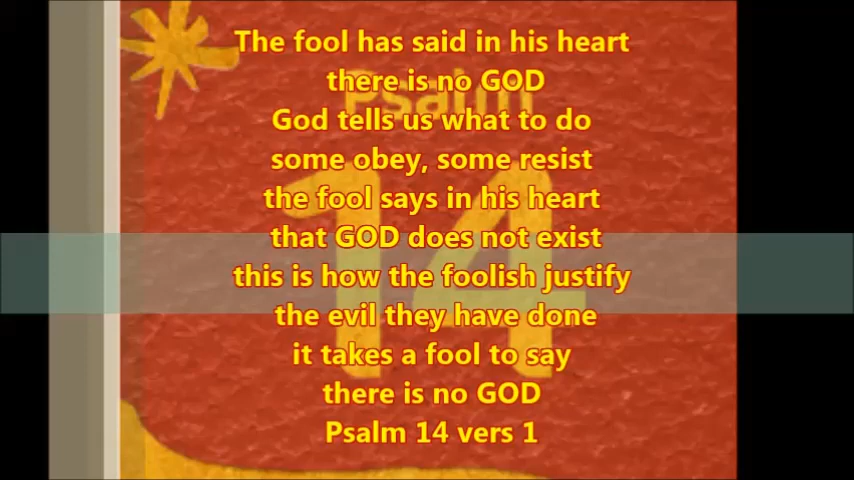 The fool has said in his heart
there is no GOD
Psalm
God tells us what to do
some obey, some resist
the fool says in his heart
14
that GOD does not exist
this is how the foolish justify
the evil they have done
it takes a fool to say
there is no GOD
Psalm 14 vers 1